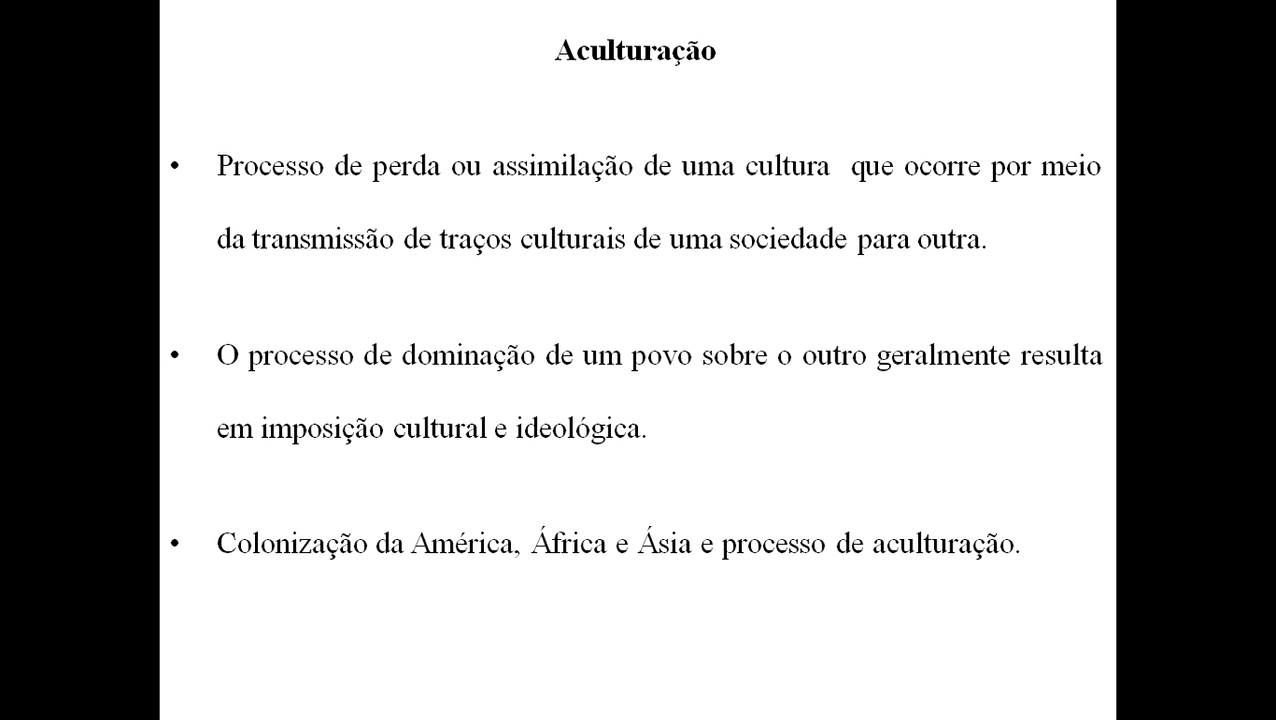 Aculturação
• Processo de perda ou assimilação de uma cultura que ocorre por meio
da transmissão de traços culturais de uma sociedade para outra.
• O processo de dominação de um povo sobre o outro geralmente resulta
em imposição cultural e ideológica.
• Colonização da América, África e Ásia e processo de aculturação.